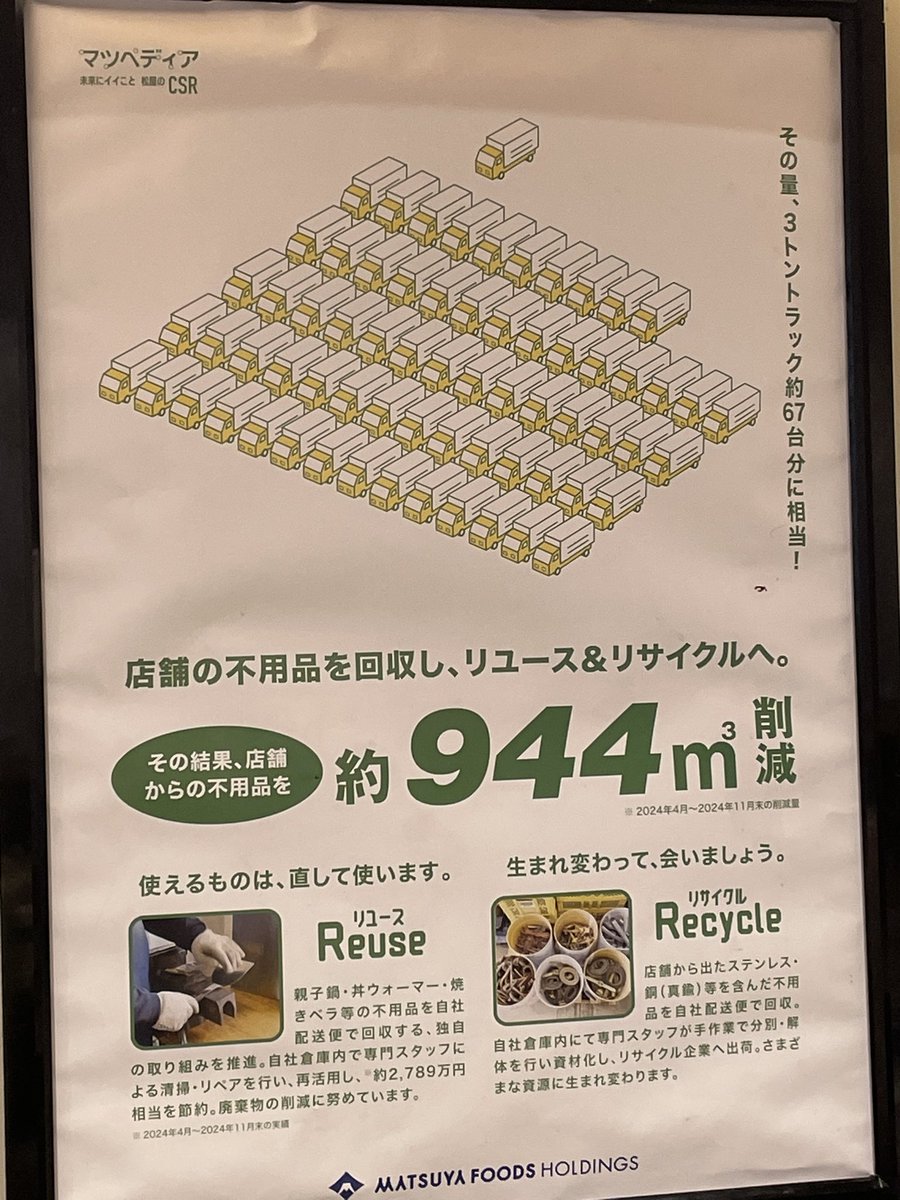 マツペディア
未来にイイこと 松屋のCSR
その量、3トントラック約67台分に相当！
店舗の不用品を回収し、リユース&リサイクルへ。
その結果、店舗
からの不用品を
約944m3削減
※ 2024年4月〜2024年11月末の削減量
使えるものは、直して使います。
リユース
Reuse
親子鍋・丼ウォーマー・焼
きベラ等の不用品を自社
配送便で回収する、独自
の取り組みを推進。自社倉庫内で専門スタッフに
よる清掃・リペアを行い、再活用し、※約2,789万円
相当を節約。廃棄物の削減に努めています。
※ 2024年4月〜2024年11月末の実績
生まれ変わって、会いましょう。
リサイクル
Recycle
店舗から出たステンレス・
銅(真鍮)等を含んだ不用
品を自社配送便で回収。
自社倉庫内にて専門スタッフが手作業で分別・解
体を行い資材化し、リサイクル企業へ出荷。さまざ
まな資源に生まれ変わります。
MATSUYA FOODS HOLDINGS